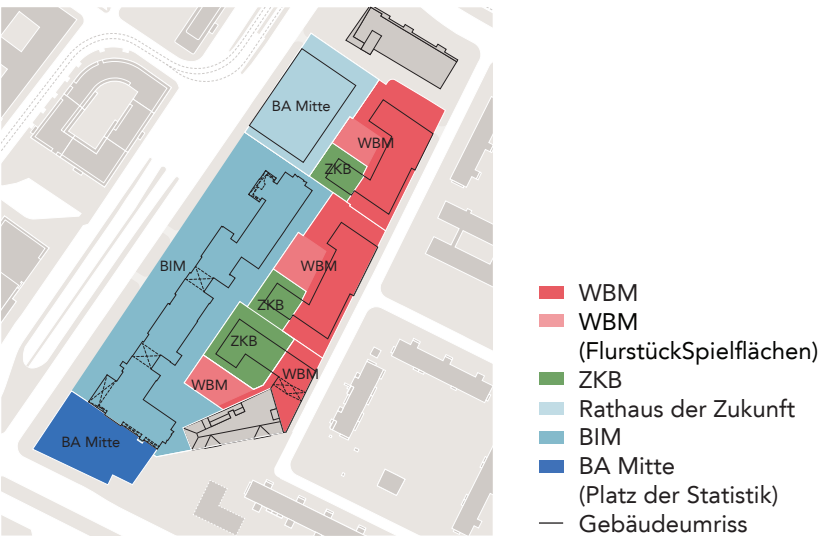 BA Mitte
WBM
ZKB
BIM
WBM
ZKB
ZKB
WBM
WBM
BA Mitte
WBM
WBM
(FlurstückSpielflächen)
ZKB
Rathaus der Zukunft
BIM
BA Mitte
(Platz der Statistik)
Gebäudeumriss